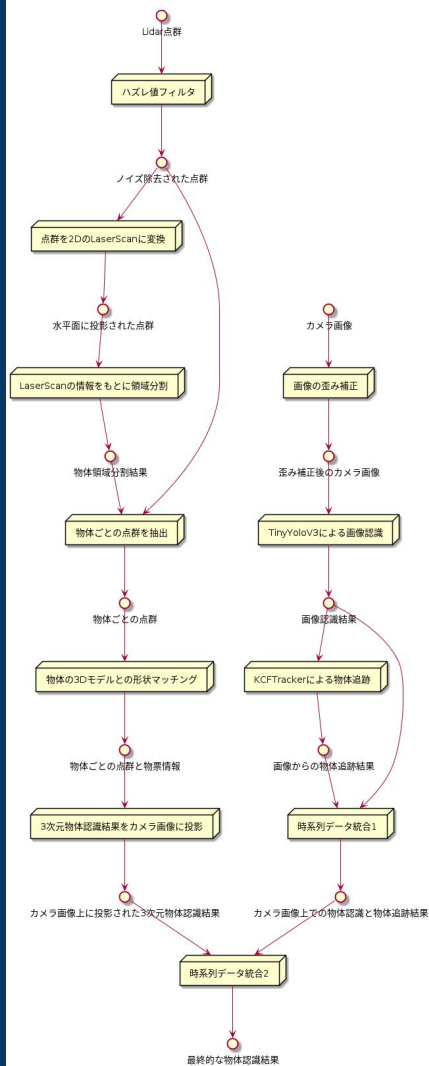 Lidar点群
ハズレ値フィルタ
ノイズ除去された点群
点群を2DのLaserScanに変換
水平面に投影された点群
カメラ画像
LaserScanの情報をもとに領域分割
画像の歪み補正
物体領域分割結果
歪み補正後のカメラ画像
物体ごとの点群を抽出
TinyYoloV3による画像認識
物体ごとの点群
画像認識結果
物体の3Dモデルとの形状マッチング
KCFTrackerによる物体追跡
物体ごとの点群と物票情報
画像からの物体追跡結果
3次元物体認識結果をカメラ画像に投影
時系列データ統合1
カメラ画像上に投影された3次元物体認識結果
カメラ画像上での物体認識と物体追跡結果
時系列データ統合2
最終的な物体認識結果